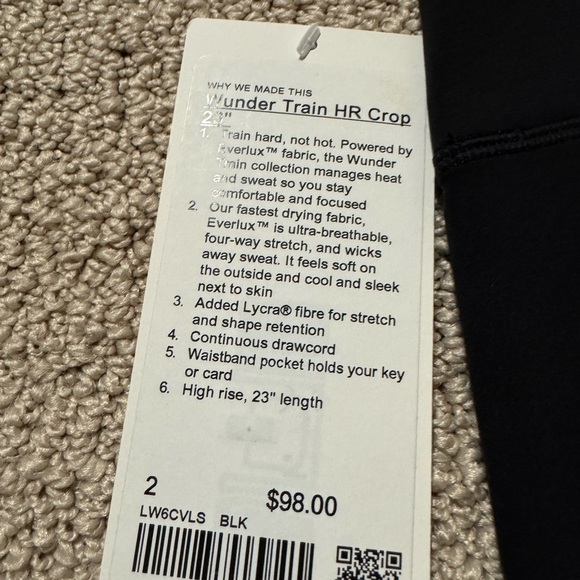 WHY WE MADE THIS
Wunder Train HR Crop
23"
1. Train hard, not hot. Powered by
Everlux™ fabric, the Wunder
Train collection manages heat
and sweat so you stay
comfortable and focused
2. Our fastest drying fabric,
Everlux™ is ultra-breathable,
four-way stretch, and wicks
away sweat. It feels soft on
the outside and cool and sleek
next to skin
3. Added Lycra® fibre for stretch
and shape retention
4. Continuous drawcord
5. Waistband pocket holds your key
or card
6. High rise, 23" length
2 $98.00
LW6CVLS BLK